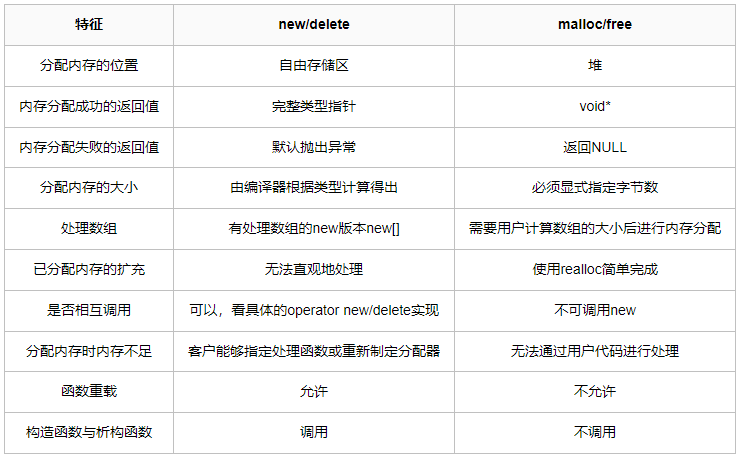 特征 new/delete malloc/free
分配内存的位置 自由存储区 堆
内存分配成功的返回值 完整类型指针 void*
内存分配失败的返回值 默认抛出异常 返回NULL
分配内存的大小 由编译器根据类型计算得出 必须显式指定字节数
处理数组 有处理数组的new版本new[] 需要用户计算数组的大小后进行内存分配
已分配内存的扩充 无法直观地处理 使用realloc简单完成
是否相互调用 可以，看具体的operator new/delete实现 不可调用new
分配内存时内存不足 客户能够指定处理函数或重新制定分配器 无法通过用户代码进行处理
函数重载 允许 不允许
构造函数与析构函数 调用 不调用